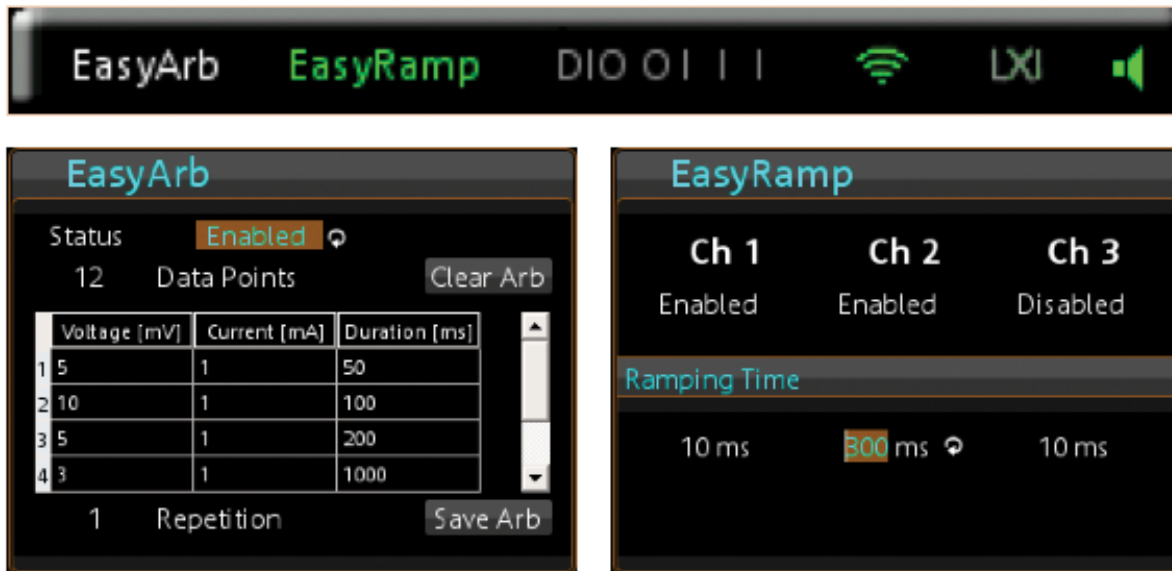 EasyArb EasyRamp DIO 0 I I I LXI
EasyArb
Status Enabled
12 Data Points Clear Arb
Voltage [mV] Current [mA] Duration [ms]
1 5 1 50
2 10 1 100
3 5 1 200
4 3 1 1000
1 Repetition Save Arb
EasyRamp
Ch 1 Ch 2 Ch 3
Enabled Enabled Disabled
Ramping Time
10 ms 300 ms 10 ms